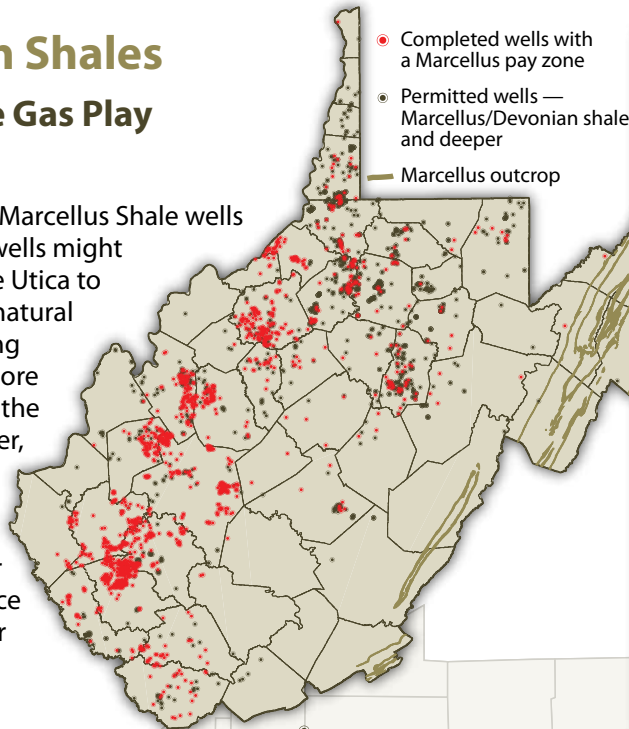 n Shales
e Gas Play
Marcellus Shale wells
wells might
e Utica to
natural
ng
ore
the
er,
r
ce
r
Completed wells with
a Marcellus pay zone
Permitted wells —
Marcellus/Devonian shale
and deeper
Marcellus outcrop